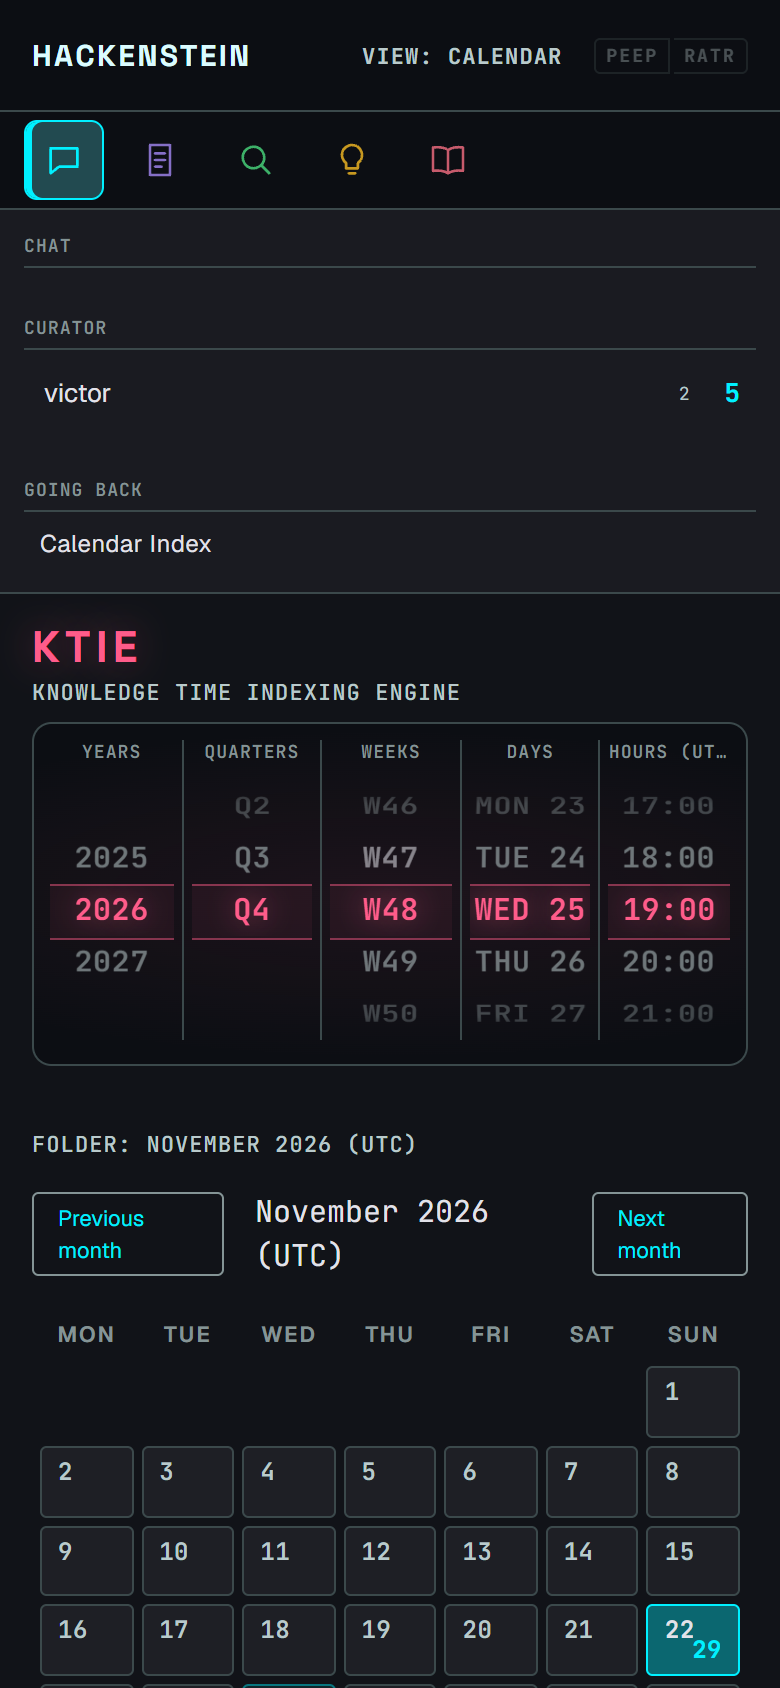 HACKENSTEIN VIEW: CALENDAR PEEP RATR
CHAT
CURATOR
victor 2 5
GOING BACK
Calendar Index
KTIE
KNOWLEDGE TIME INDEXING ENGINE
YEARS QUARTERS WEEKS DAYS HOURS (UT…
Q2 W46 MON 23 17:00
2025 Q3 W47 TUE 24 18:00
2026 Q4 W48 WED 25 19:00
2027 W49 THU 26 20:00
W50 FRI 27 21:00
FOLDER: NOVEMBER 2026 (UTC)
Previous month
November 2026 (UTC)
Next month
MON TUE WED THU FRI SAT SUN
1
2 3 4 5 6 7 8
9 10 11 12 13 14 15
16 17 18 19 20 21 22 29